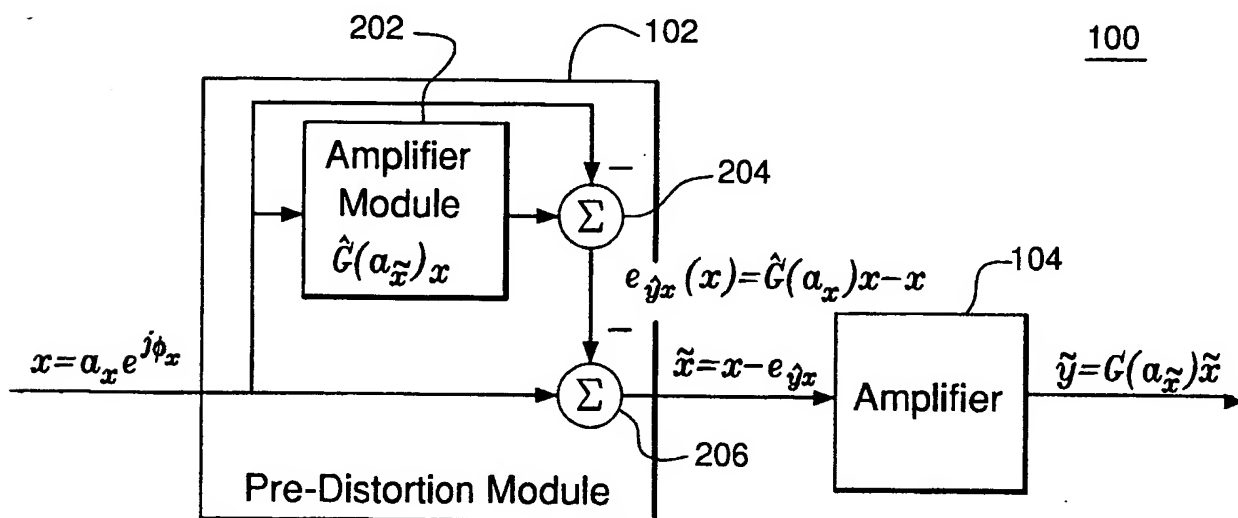 202
102
100
Amplifier
Module
Ĝ(a_x̃)x
−
Σ
204
e_ŷx(x)=Ĝ(a_x)x−x
104
−
x=a_x e^jϕ_x
Σ
x̃=x−e_ŷx
Amplifier
ỹ=G(a_x̃)x̃
206
Pre-Distortion Module